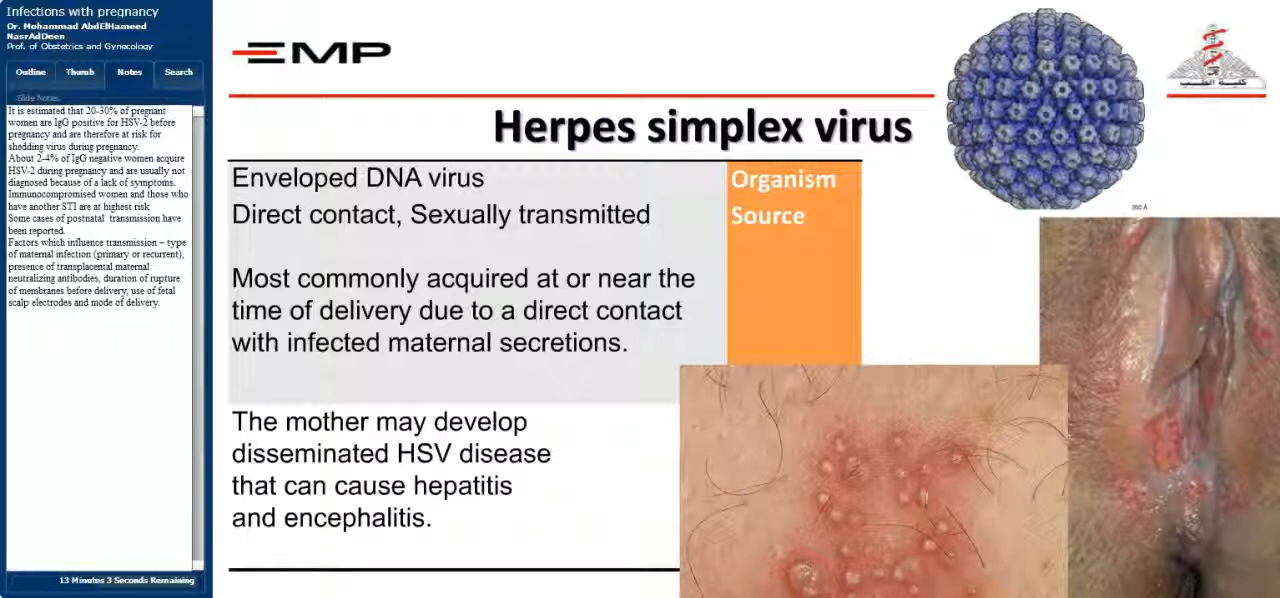 Infections with pregnancy
Dr. Mohammad AbdElHameed
NasrAdDeen
Prof. of Obstetrics and Gynecology
Outline Thumb Notes Search
Slide Notes
It is estimated that 20-30% of pregnant
women are IgG positive for HSV-2 before
pregnancy and are therefore at risk for
shedding virus during pregnancy.
About 2-4% of IgG negative women acquire
HSV-2 during pregnancy and are usually not
diagnosed because of a lack of symptoms.
Immunocompromised women and those who
have another STI are at highest risk
Some cases of postnatal transmission have
been reported.
Factors which influence transmission – type
of maternal infection (primary or recurrent),
presence of transplacental maternal
neutralizing antibodies, duration of rupture
of membranes before delivery, use of fetal
scalp electrodes and mode of delivery.
13 Minutes 3 Seconds Remaining
EMP
كلية الطب
Herpes simplex virus
Enveloped DNA virus
Organism
Direct contact, Sexually transmitted
Source
Most commonly acquired at or near the
time of delivery due to a direct contact
with infected maternal secretions.
The mother may develop
disseminated HSV disease
that can cause hepatitis
and encephalitis.